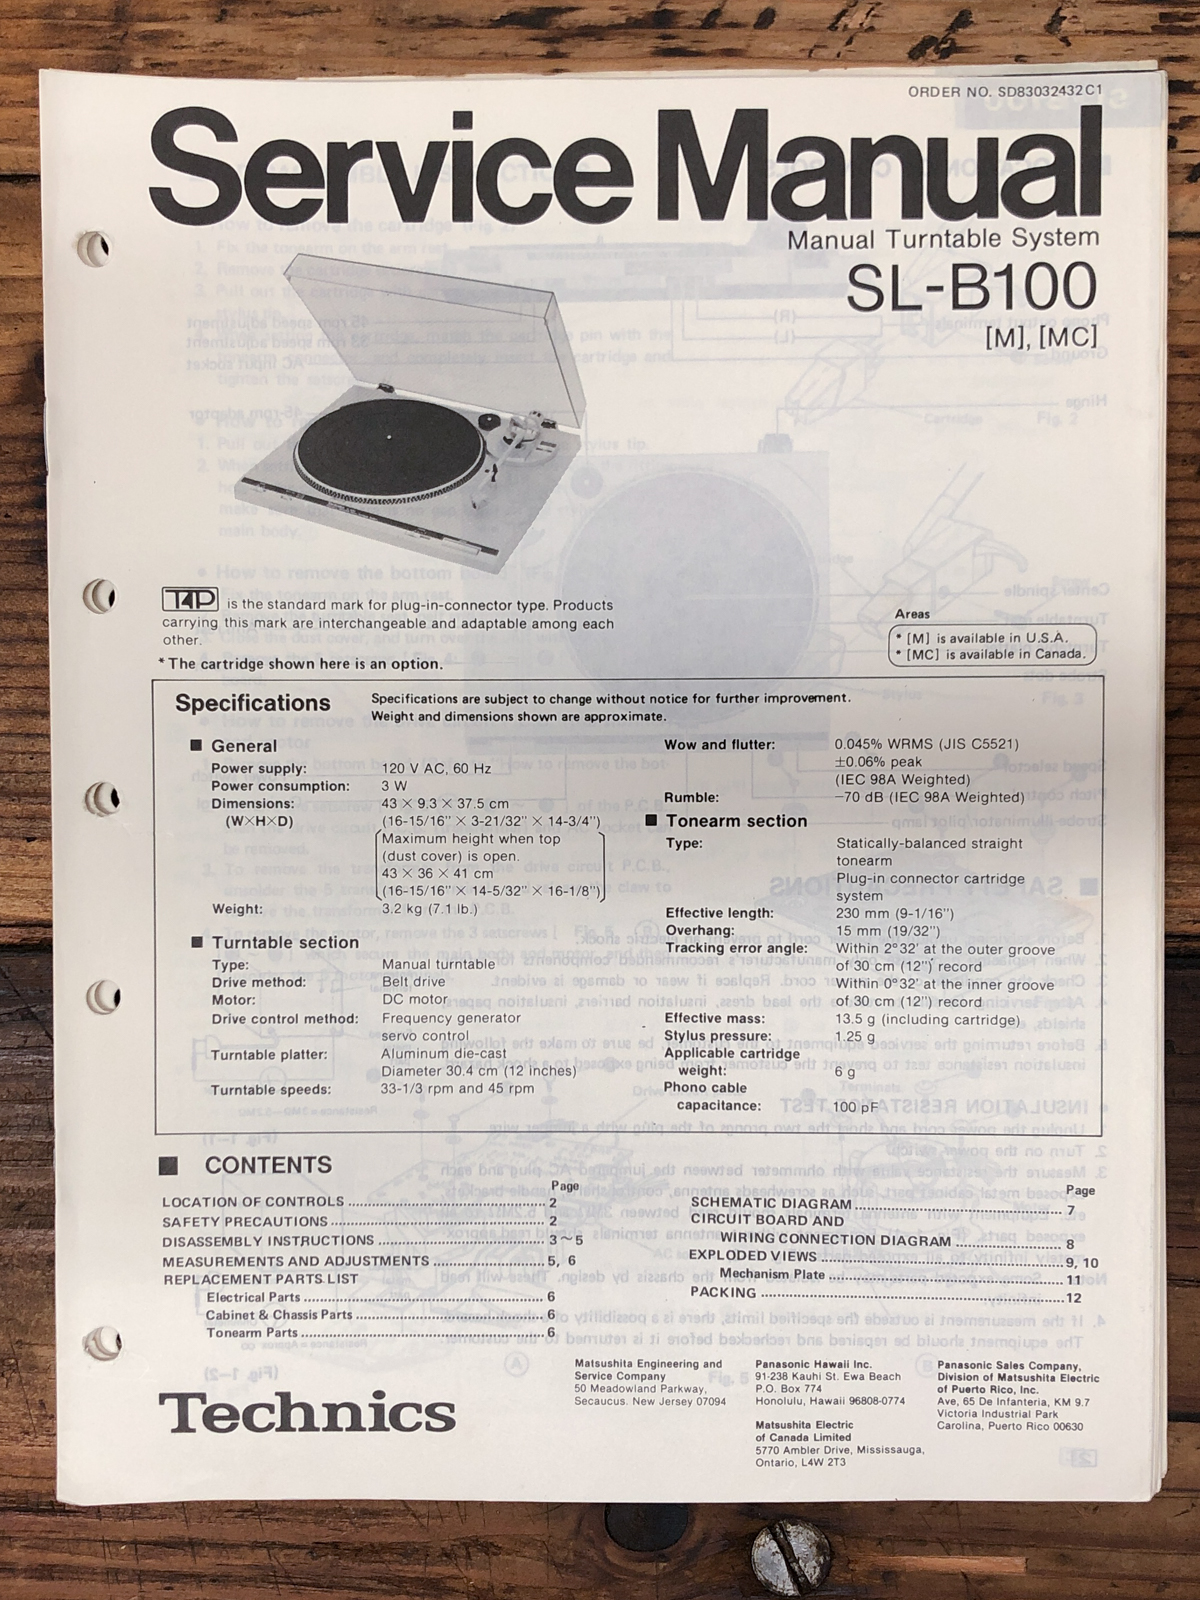 ORDER NO. SD83032432C1
Service Manual
Manual Turntable System
SL-B100
[M], [MC]
T4P is the standard mark for plug-in-connector type. Products
carrying this mark are interchangeable and adaptable among each
other.
* The cartridge shown here is an option.
Areas
* [M] is available in U.S.A.
* [MC] is available in Canada.
Specifications
Specifications are subject to change without notice for further improvement.
Weight and dimensions shown are approximate.
■ General
Power supply: 120 V AC, 60 Hz
Power consumption: 3 W
Dimensions: 43 × 9.3 × 37.5 cm
(W×H×D) (16-15/16" × 3-21/32" × 14-3/4")
Maximum height when top
(dust cover) is open.
43 × 36 × 41 cm
(16-15/16" × 14-5/32" × 16-1/8")
Weight: 3.2 kg (7.1 lb.)
■ Turntable section
Type: Manual turntable
Drive method: Belt drive
Motor: DC motor
Drive control method: Frequency generator
servo control
Turntable platter: Aluminum die-cast
Diameter 30.4 cm (12 inches)
Turntable speeds: 33-1/3 rpm and 45 rpm
Wow and flutter: 0.045% WRMS (JIS C5521)
±0.06% peak
(IEC 98A Weighted)
Rumble: −70 dB (IEC 98A Weighted)
■ Tonearm section
Type: Statically-balanced straight
tonearm
Plug-in connector cartridge
system
Effective length: 230 mm (9-1/16")
Overhang: 15 mm (19/32")
Tracking error angle: Within 2°32' at the outer groove
of 30 cm (12") record
Within 0°32' at the inner groove
of 30 cm (12") record
Effective mass: 13.5 g (including cartridge)
Stylus pressure: 1.25 g
Applicable cartridge
weight: 6 g
Phono cable
capacitance: 100 pF
■ CONTENTS
Page
LOCATION OF CONTROLS 2
SAFETY PRECAUTIONS 2
DISASSEMBLY INSTRUCTIONS 3~5
MEASUREMENTS AND ADJUSTMENTS 5, 6
REPLACEMENT PARTS LIST
Electrical Parts 6
Cabinet & Chassis Parts 6
Tonearm Parts 6
Page
SCHEMATIC DIAGRAM 7
CIRCUIT BOARD AND
WIRING CONNECTION DIAGRAM 8
EXPLODED VIEWS 9, 10
Mechanism Plate 11
PACKING 12
Technics
Matsushita Engineering and
Service Company
50 Meadowland Parkway,
Secaucus. New Jersey 07094
Panasonic Hawaii Inc.
91-238 Kauhi St. Ewa Beach
P.O. Box 774
Honolulu, Hawaii 96808-0774
Matsushita Electric
of Canada Limited
5770 Ambler Drive, Mississauga,
Ontario, L4W 2T3
Panasonic Sales Company,
Division of Matsushita Electric
of Puerto Rico, Inc.
Ave, 65 De Infanteria, KM 9.7
Victoria Industrial Park
Carolina, Puerto Rico 00630